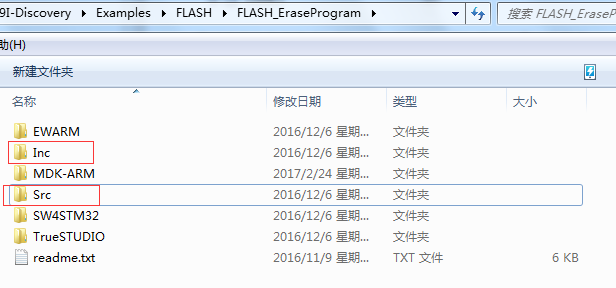 9I-Discovery ▸ Examples ▸ FLASH ▸ FLASH_EraseProgram
搜索 FLASH_EraseP
助(H)
新建文件夹
名称 修改日期 类型 大小
EWARM 2016/12/6 星期... 文件夹
Inc 2016/12/6 星期... 文件夹
MDK-ARM 2017/2/24 星期... 文件夹
Src 2016/12/6 星期... 文件夹
SW4STM32 2016/12/6 星期... 文件夹
TrueSTUDIO 2016/12/6 星期... 文件夹
readme.txt 2016/11/9 星期... TXT 文件 6 KB